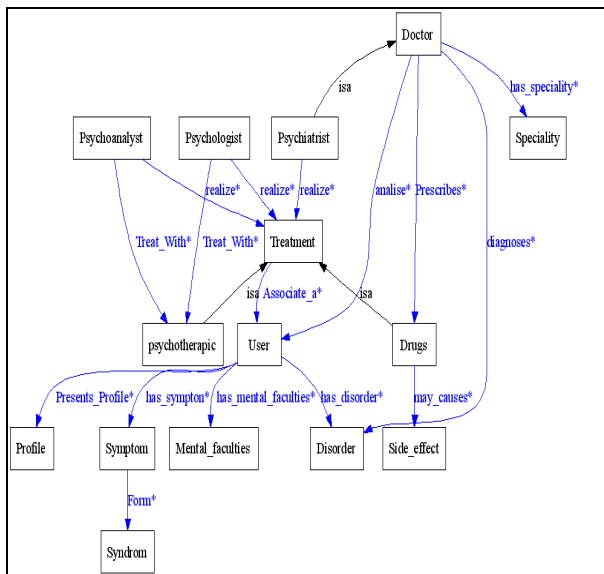 Doctor
isa
has_speciality*
Psychoanalyst
Psychologist
Psychiatrist
Speciality
realize*
realize*
realize*
analise*
Prescribes*
Treatment
Treat_With*
Treat_With*
diagnoses*
isa
Associate_a*
isa
psychotherapic
User
Drugs
Presents_Profile*
has_sympton*
has_mental_faculties*
has_disorder*
may_causes*
Profile
Symptom
Mental_faculties
Disorder
Side_effect
Form*
Syndrom